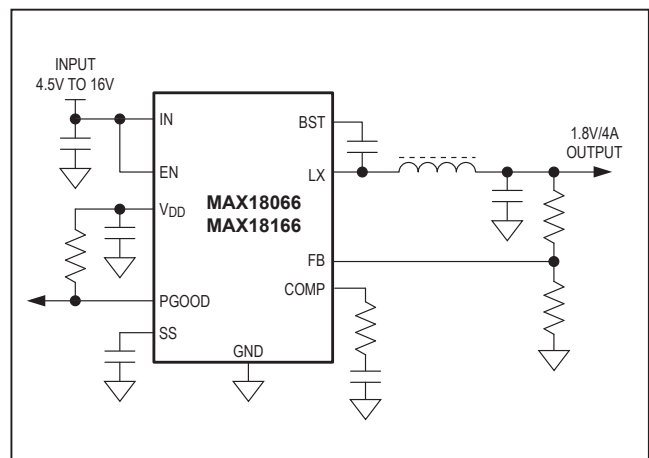 INPUT
4.5V TO 16V
IN
BST
1.8V/4A
OUTPUT
EN
LX
MAX18066
MAX18166
VDD
FB
COMP
PGOOD
SS
GND